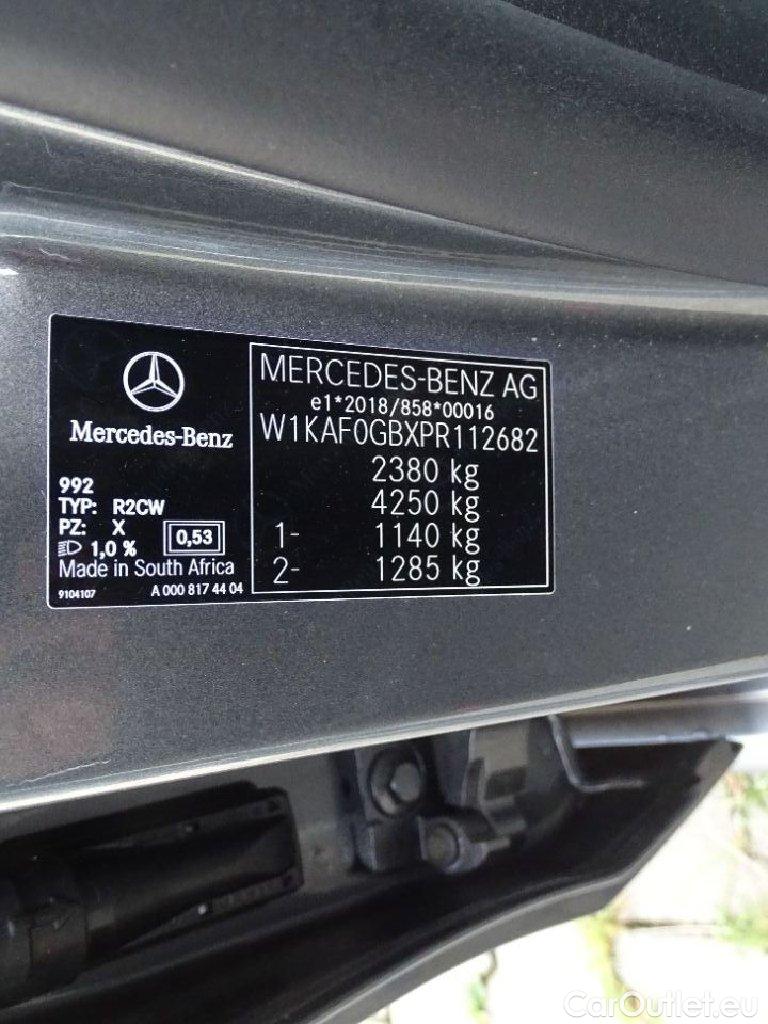 Mercedes-Benz
992
TYP: R2CW
PZ: X
1,0 %
0,53
Made in South Africa
9104107 A 000 817 44 04
MERCEDES-BENZ AG
e1*2018/858*00016
W1KAF0GBXPR112682
2380 kg
4250 kg
1- 1140 kg
2- 1285 kg
CarOutlet.eu